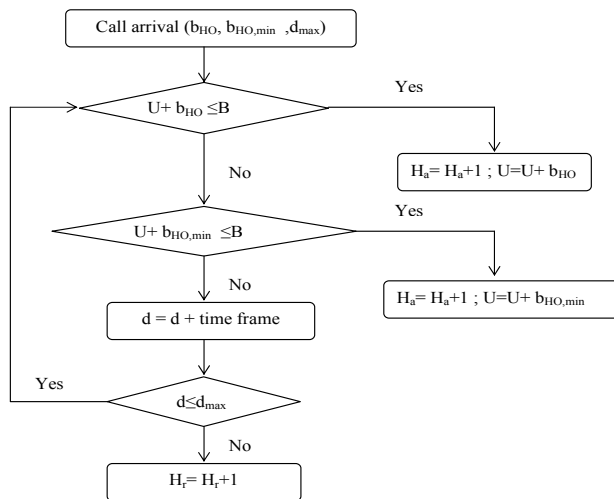 Call arrival (b_HO, b_HO,min ,d_max)
U+ b_HO ≤B
Yes
H_a= H_a+1 ; U=U+ b_HO
No
U+ b_HO,min ≤B
Yes
H_a= H_a+1 ; U=U+ b_HO,min
No
d = d + time frame
Yes
d≤d_max
No
H_r= H_r+1